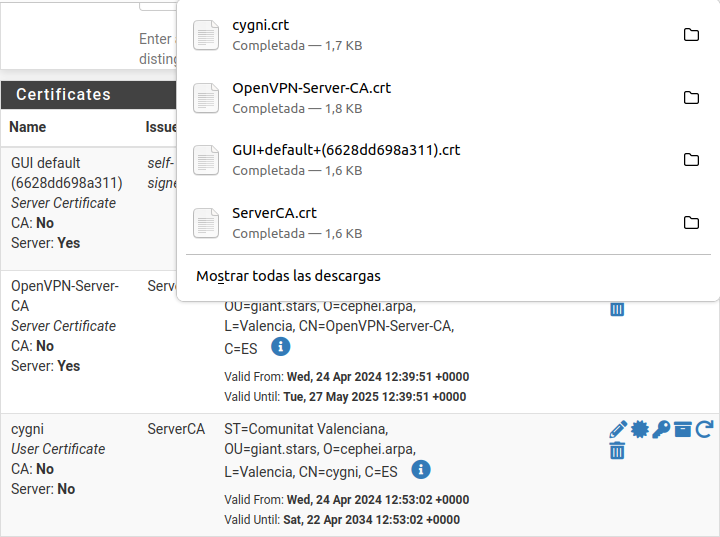 Enter
disting
cygni.crt
Completada — 1,7 KB
OpenVPN-Server-CA.crt
Completada — 1,8 KB
GUI+default+(6628dd698a311).crt
Completada — 1,6 KB
ServerCA.crt
Completada — 1,6 KB
Mostrar todas las descargas
Certificates
Name Issue
GUI default
(6628dd698a311)
Server Certificate
CA: No
Server: Yes
self-
signe
OpenVPN-Server-
CA
Server Certificate
CA: No
Server: Yes
Serv
OU=giant.stars, O=cephei.arpa,
L=Valencia, CN=OpenVPN-Server-CA,
C=ES
Valid From: Wed, 24 Apr 2024 12:39:51 +0000
Valid Until: Tue, 27 May 2025 12:39:51 +0000
cygni
User Certificate
CA: No
Server: No
ServerCA
ST=Comunitat Valenciana,
OU=giant.stars, O=cephei.arpa,
L=Valencia, CN=cygni, C=ES
Valid From: Wed, 24 Apr 2024 12:53:02 +0000
Valid Until: Sat, 22 Apr 2034 12:53:02 +0000